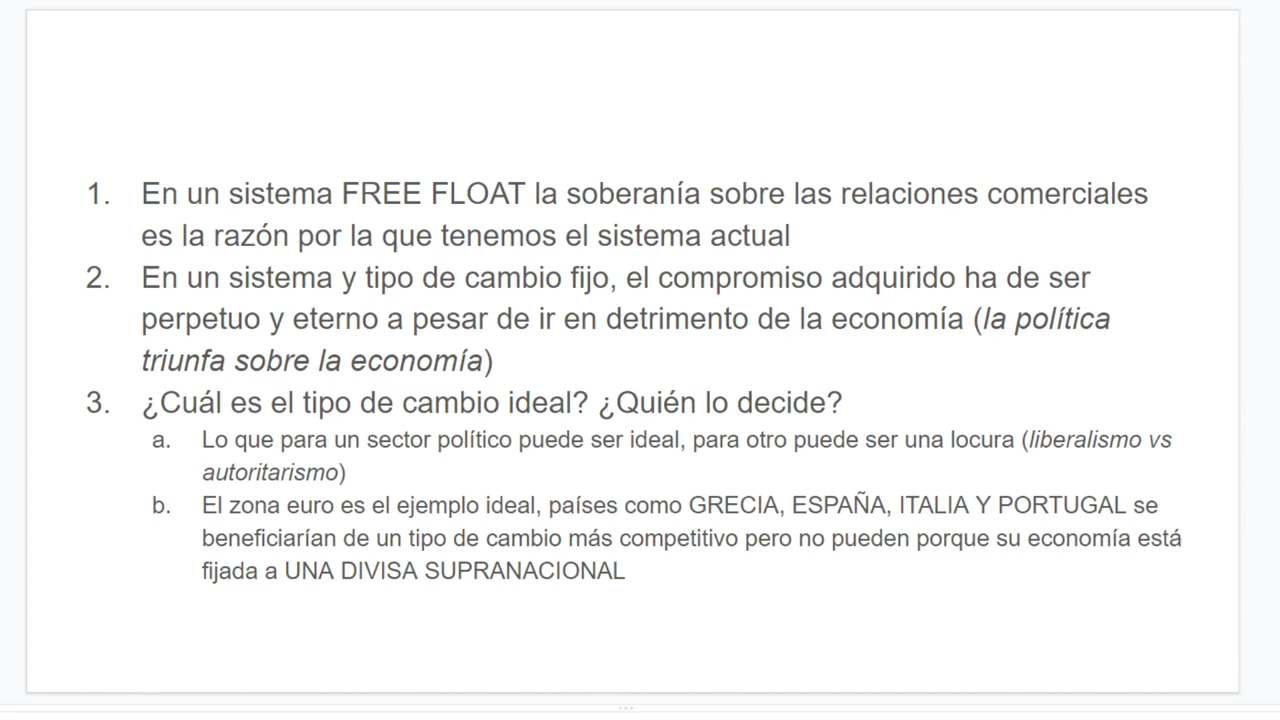 1. En un sistema FREE FLOAT la soberanía sobre las relaciones comerciales
es la razón por la que tenemos el sistema actual
2. En un sistema y tipo de cambio fijo, el compromiso adquirido ha de ser
perpetuo y eterno a pesar de ir en detrimento de la economía (la política
triunfa sobre la economía)
3. ¿Cuál es el tipo de cambio ideal? ¿Quién lo decide?
a. Lo que para un sector político puede ser ideal, para otro puede ser una locura (liberalismo vs
autoritarismo)
b. El zona euro es el ejemplo ideal, países como GRECIA, ESPAÑA, ITALIA Y PORTUGAL se
beneficiarían de un tipo de cambio más competitivo pero no pueden porque su economía está
fijada a UNA DIVISA SUPRANACIONAL